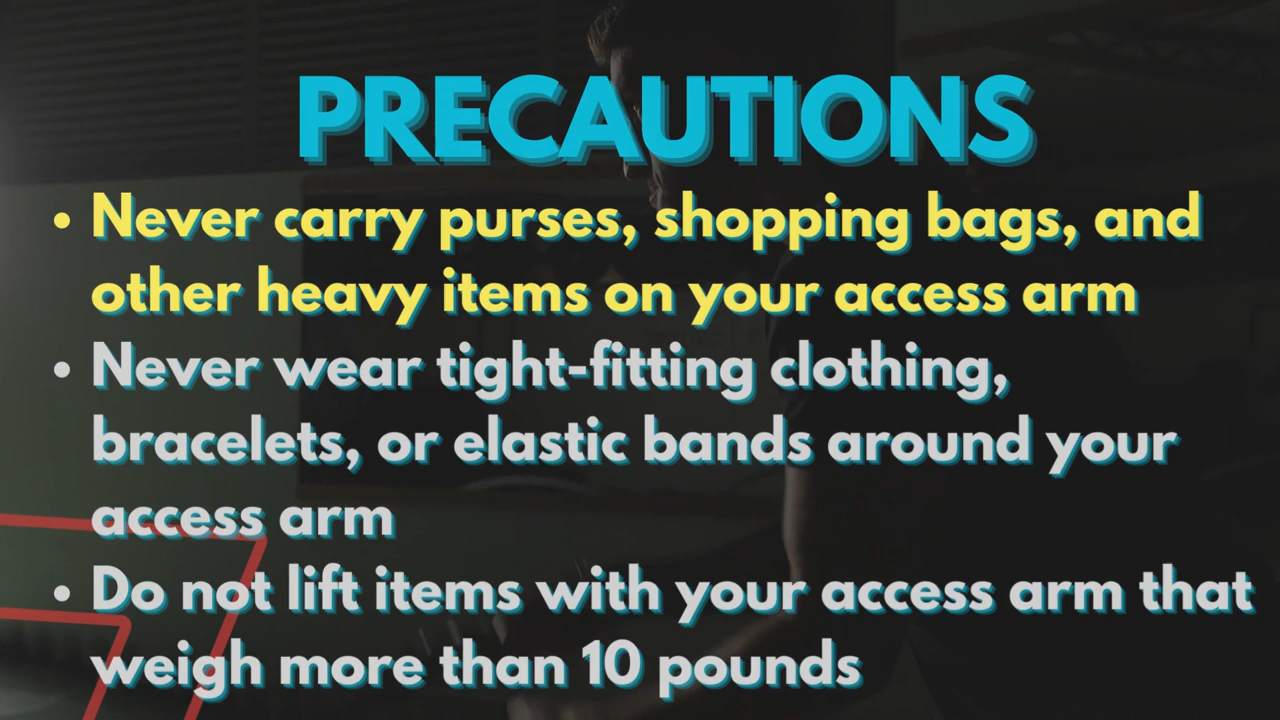 PRECAUTIONS
• Never carry purses, shopping bags, and
other heavy items on your access arm
• Never wear tight-fitting clothing,
bracelets, or elastic bands around your
access arm
• Do not lift items with your access arm that
weigh more than 10 pounds